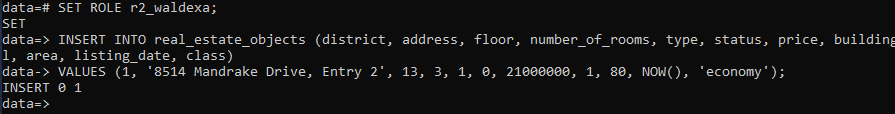 data=# SET ROLE r2_waldexa;
SET
data=> INSERT INTO real_estate_objects (district, address, floor, number_of_rooms, type, status, price, building
l, area, listing_date, class)
data-> VALUES (1, '8514 Mandrake Drive, Entry 2', 13, 3, 1, 0, 21000000, 1, 80, NOW(), 'economy');
INSERT 0 1
data=>